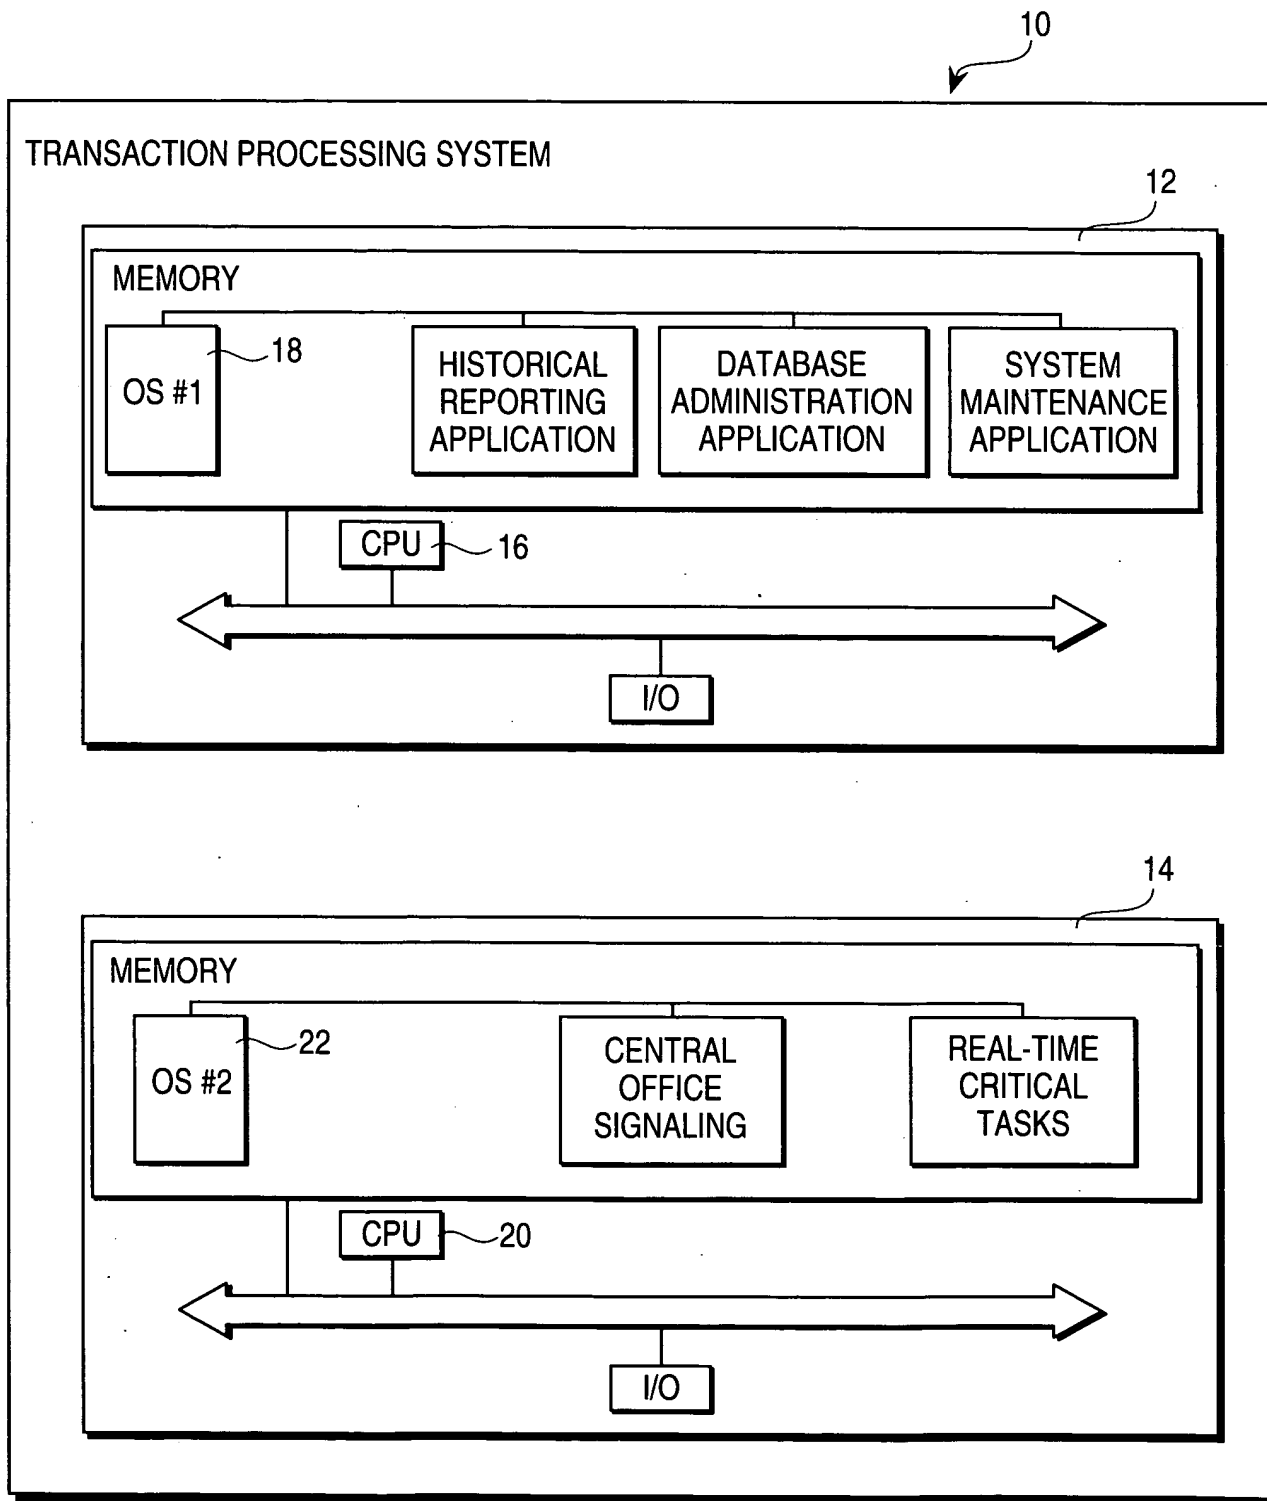 10
TRANSACTION PROCESSING SYSTEM
12
MEMORY
OS #1
18
HISTORICAL
REPORTING
APPLICATION
DATABASE
ADMINISTRATION
APPLICATION
SYSTEM
MAINTENANCE
APPLICATION
CPU
16
I/O
14
MEMORY
OS #2
22
CENTRAL
OFFICE
SIGNALING
REAL-TIME
CRITICAL
TASKS
CPU
20
I/O